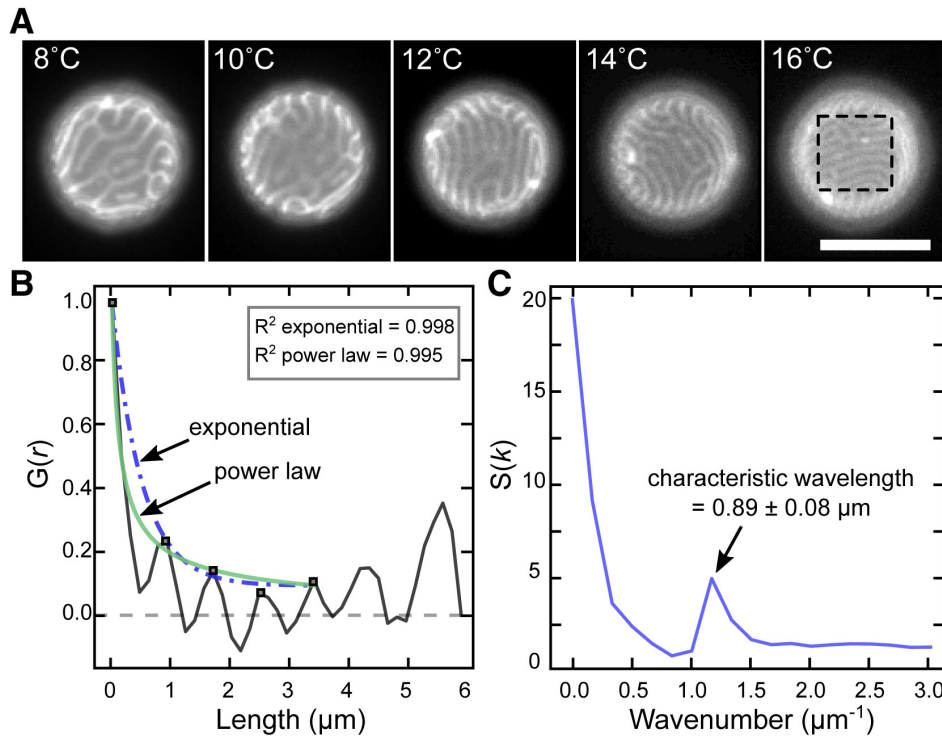 A
8°C
10°C
12°C
14°C
16°C
B
G(r)
1.0
0.8
0.6
0.4
0.2
0.0
R² exponential = 0.998
R² power law = 0.995
exponential
power law
0 1 2 3 4 5 6
Length (µm)
C
S(k)
20
15
10
5
0
characteristic wavelength
= 0.89 ± 0.08 µm
0.0 0.5 1.0 1.5 2.0 2.5 3.0
Wavenumber (µm⁻¹)